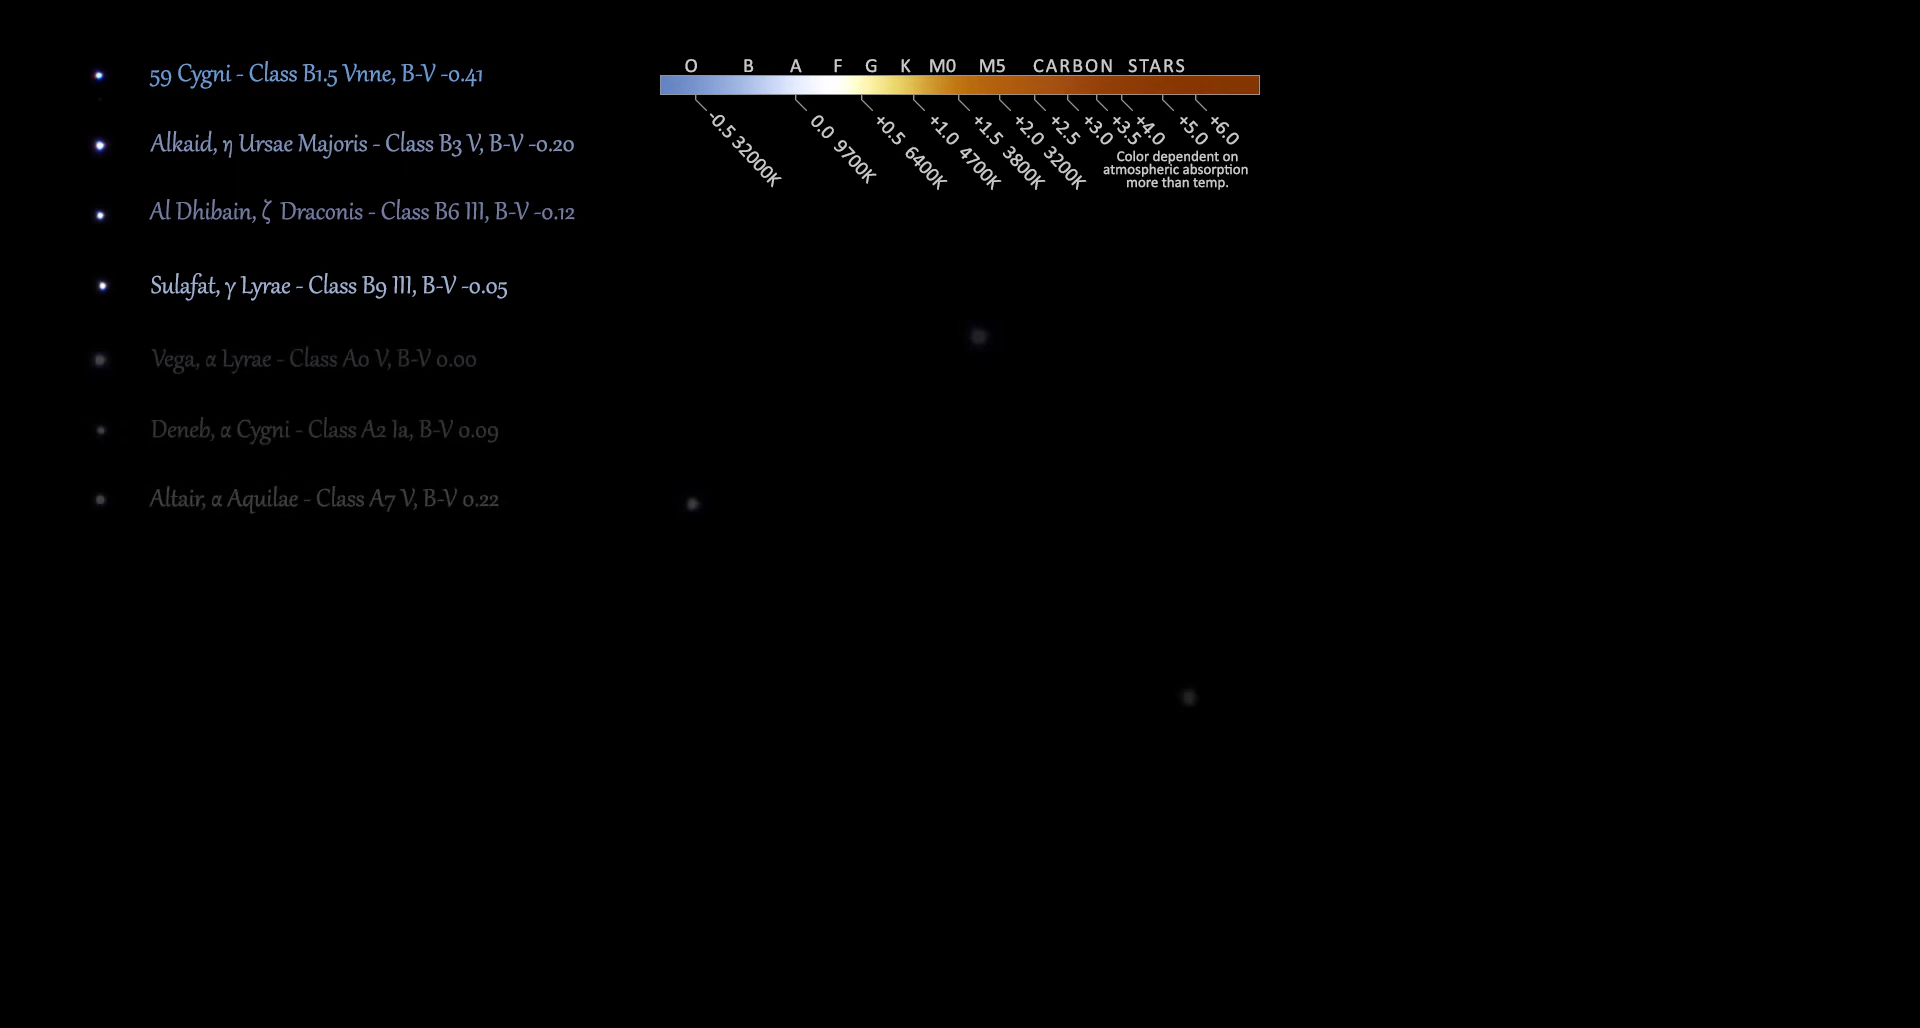 59 Cygni - Class B1.5 Vnne, B-V -0.41
Alkaid, η Ursae Majoris - Class B3 V, B-V -0.20
Al Dhibain, ζ Draconis - Class B6 III, B-V -0.12
Sulafat, γ Lyrae - Class B9 III, B-V -0.05
Vega, α Lyrae - Class A0 V, B-V 0.00
Deneb, α Cygni - Class A2 Ia, B-V 0.09
Altair, α Aquilae - Class A7 V, B-V 0.22
O B A F G K M0 M5 CARBON STARS
-0.5 32000K
0.0 9700K
+0.5 6400K
+1.0 4700K
+1.5 3800K
+2.0 3200K
+2.5
+3.0
+3.5
+4.0
+5.0
+6.0
Color dependent on
atmospheric absorption
more than temp.